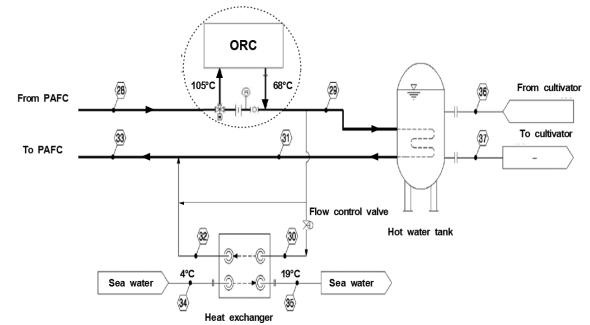 ORC
105°C
68°C
From PAFC
28
29
36
From cultivator
To PAFC
33
31
37
To cultivator
Flow control valve
Hot water tank
32
30
Sea water
4°C
19°C
Sea water
34
35
Heat exchanger